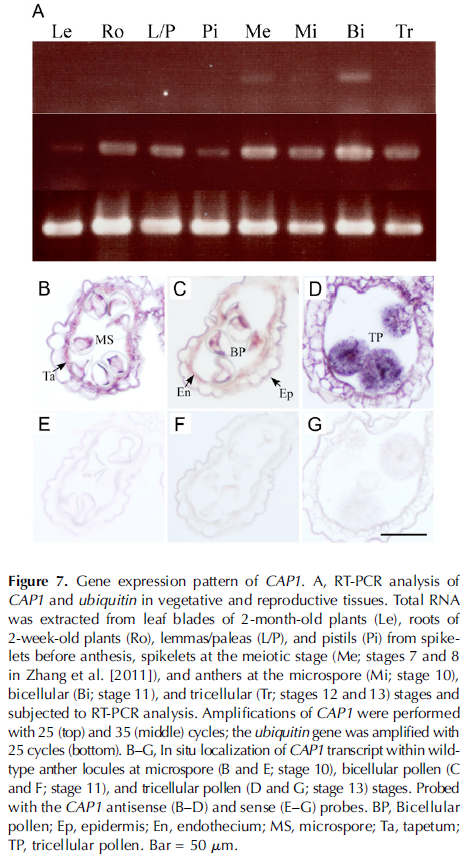 A
Le Ro L/P Pi Me Mi Bi Tr
B C D
MS BP TP
Ta En Ep
E F G
Figure 7. Gene expression pattern of CAP1. A, RT-PCR analysis of
CAP1 and ubiquitin in vegetative and reproductive tissues. Total RNA
was extracted from leaf blades of 2-month-old plants (Le), roots of
2-week-old plants (Ro), lemmas/paleas (L/P), and pistils (Pi) from spike-
lets before anthesis, spikelets at the meiotic stage (Me; stages 7 and 8
in Zhang et al. [2011]), and anthers at the microspore (Mi; stage 10),
bicellular (Bi; stage 11), and tricellular (Tr; stages 12 and 13) stages and
subjected to RT-PCR analysis. Amplifications of CAP1 were performed
with 25 (top) and 35 (middle) cycles; the ubiquitin gene was amplified with
25 cycles (bottom). B–G, In situ localization of CAP1 transcript within wild-
type anther locules at microspore (B and E; stage 10), bicellular pollen (C
and F; stage 11), and tricellular pollen (D and G; stage 13) stages. Probed
with the CAP1 antisense (B–D) and sense (E–G) probes. BP, Bicellular
pollen; Ep, epidermis; En, endothecium; MS, microspore; Ta, tapetum;
TP, tricellular pollen. Bar = 50 μm.